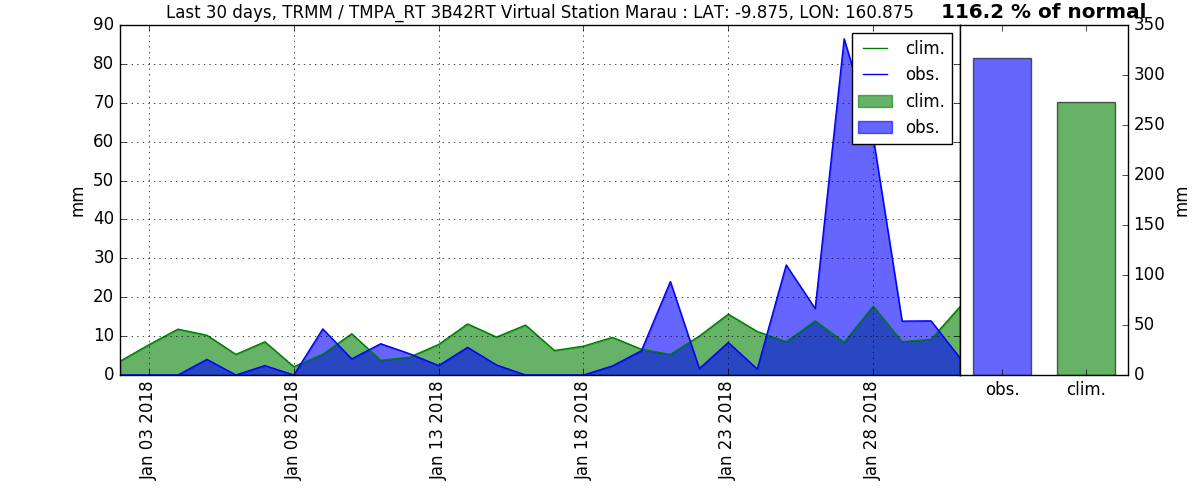 Last 30 days, TRMM / TMPA_RT 3B42RT Virtual Station Marau : LAT: -9.875, LON: 160.875
116.2 % of normal
90
80
70
60
50
40
30
20
10
0
mm
clim.
obs.
clim.
obs.
Jan 03 2018
Jan 08 2018
Jan 13 2018
Jan 18 2018
Jan 23 2018
Jan 28 2018
350
300
250
200
150
100
50
0
mm
obs.
clim.